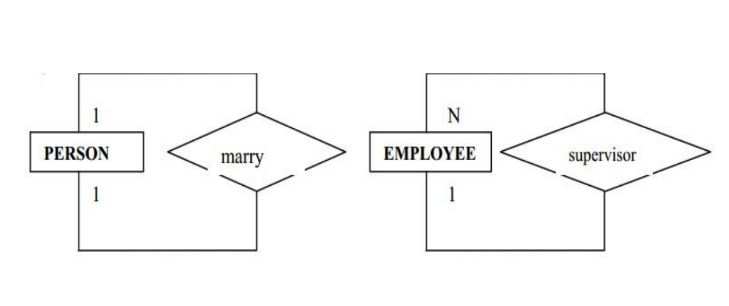 1
PERSON
marry
1
N
EMPLOYEE
supervisor
1